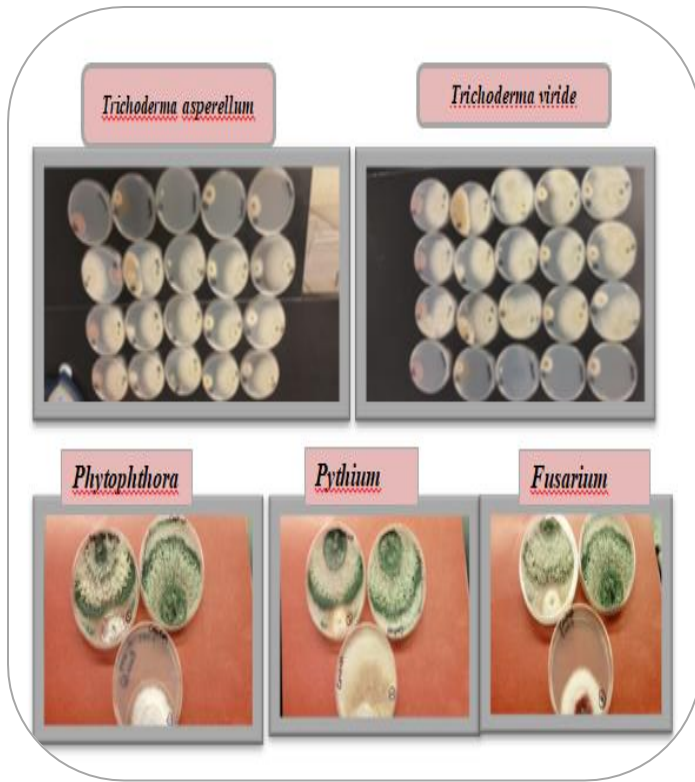 Trichoderma asperellum
Trichoderma viride
Phytophthora
Pythium
Fusarium